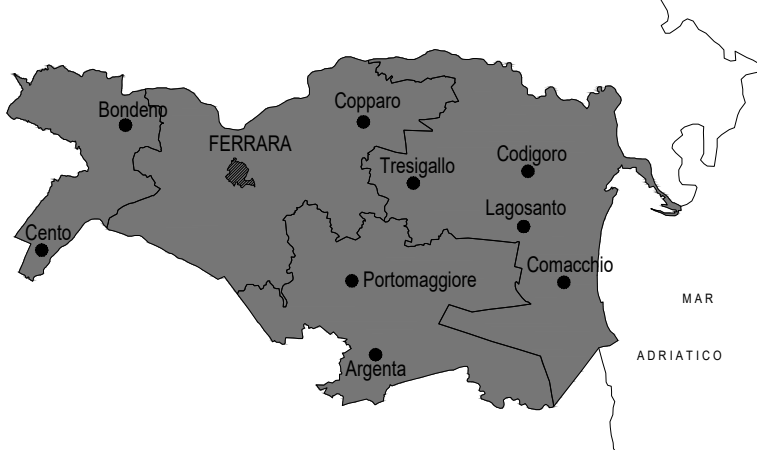 Copparo
Bondeno
FERRARA
Codigoro
Tresigallo
Lagosanto
Cento
Comacchio
Portomaggiore
MAR
ADRIATICO
Argenta